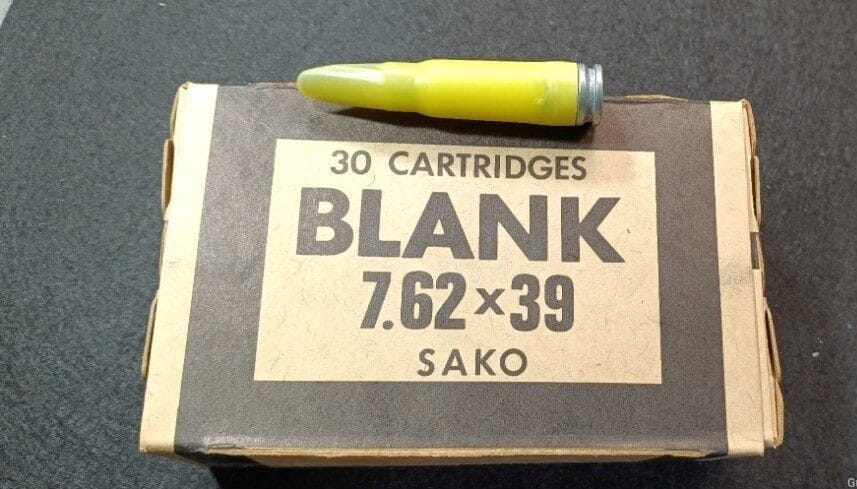 30 CARTRIDGES
BLANK
7.62×39
SAKO